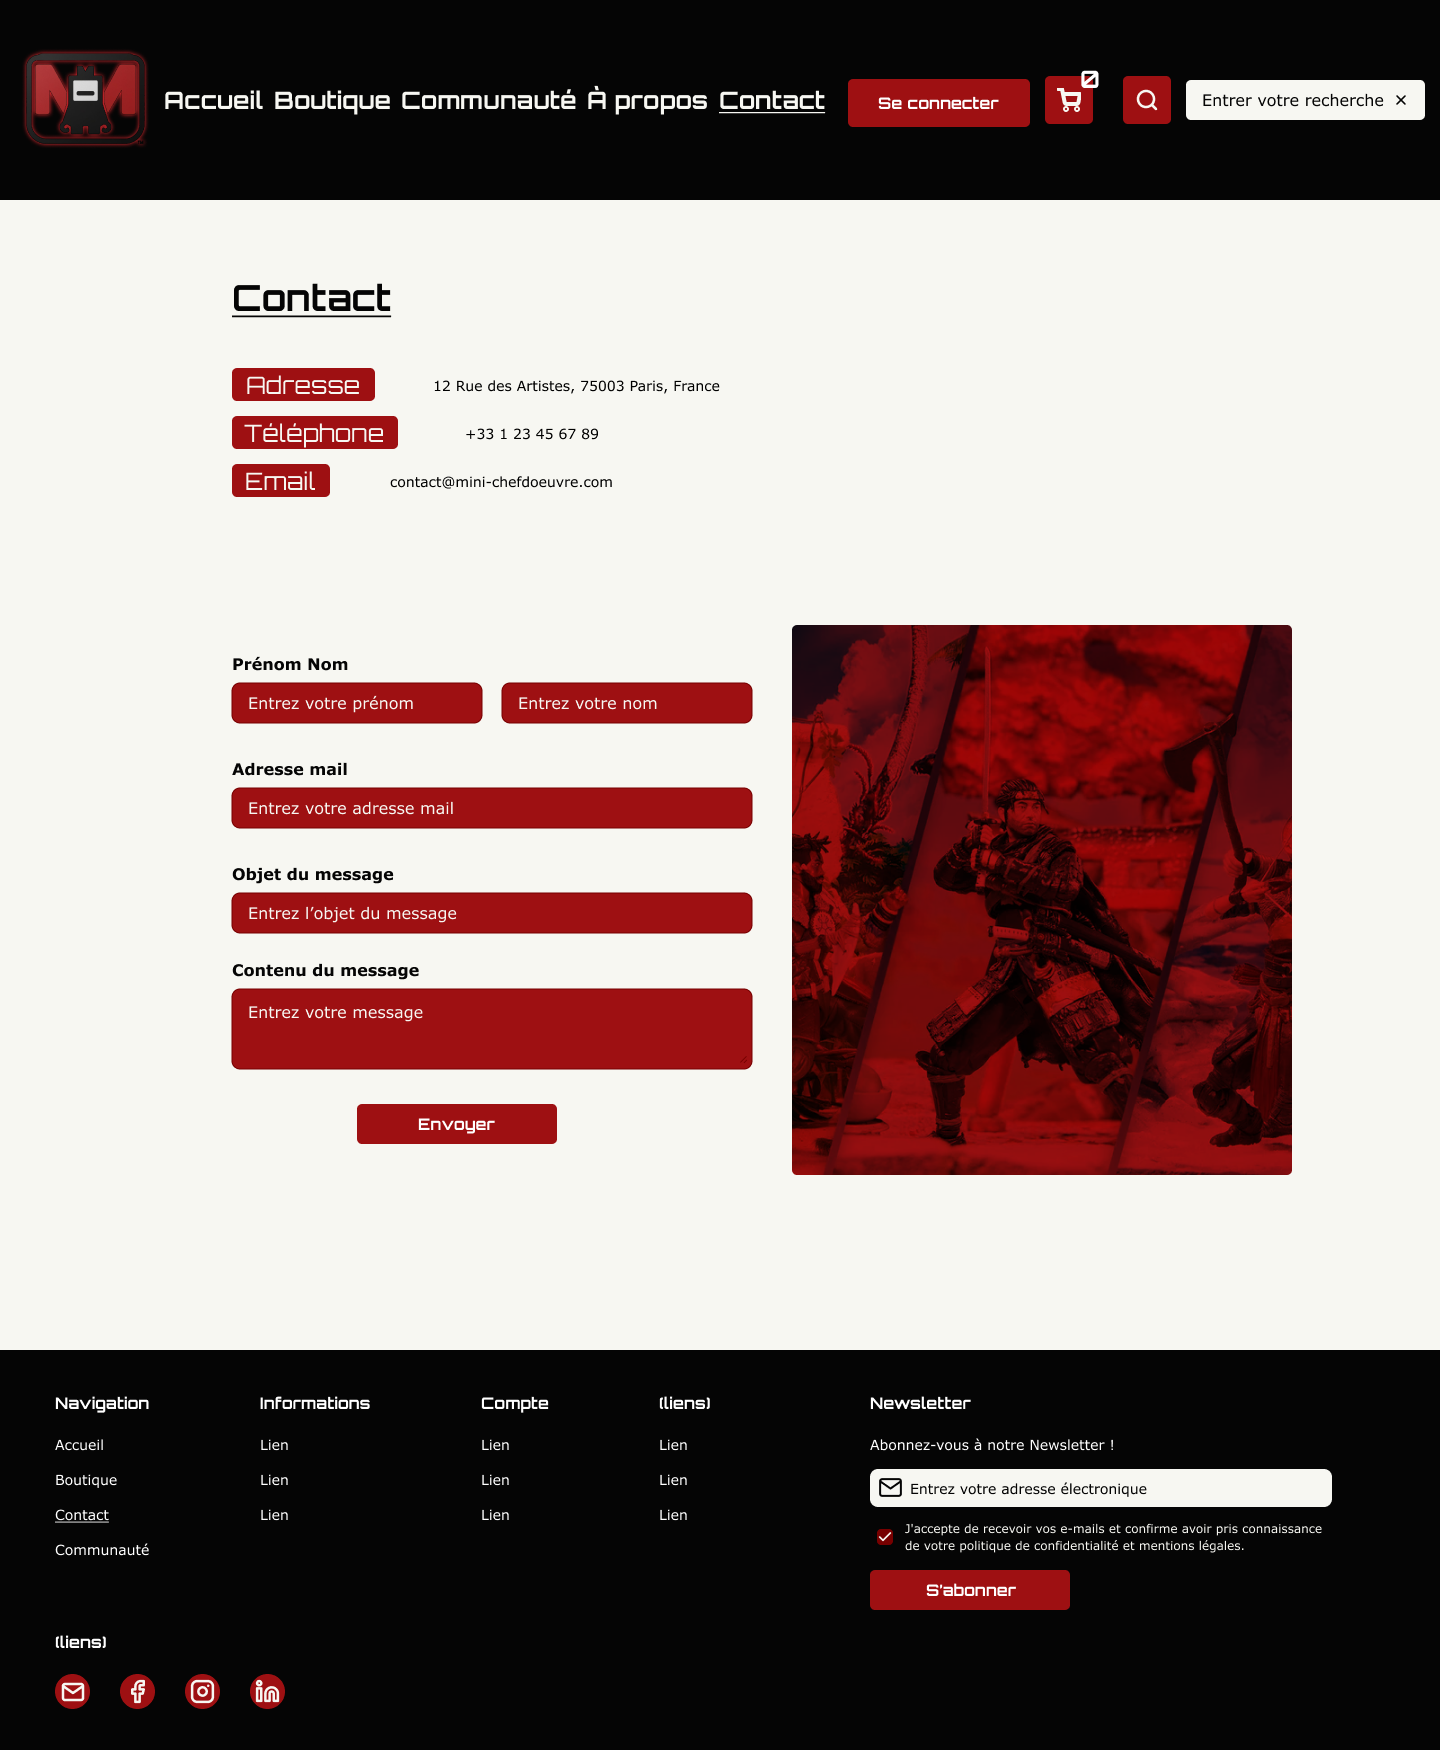 Accueil Boutique Communauté À propos Contact Se connecter 0 Entrer votre recherche
Contact
Adresse 12 Rue des Artistes, 75003 Paris, France
Téléphone +33 1 23 45 67 89
Email contact@mini-chefdoeuvre.com
Prénom Nom
Entrez votre prénom Entrez votre nom
Adresse mail
Entrez votre adresse mail
Objet du message
Entrez l’objet du message
Contenu du message
Entrez votre message
Envoyer
Navigation Informations Compte (liens) Newsletter
Accueil Lien Lien Lien Abonnez-vous à notre Newsletter !
Boutique Lien Lien Lien Entrez votre adresse électronique
Contact Lien Lien Lien J'accepte de recevoir vos e-mails et confirme avoir pris connaissance
de votre politique de confidentialité et mentions légales.
Communauté
S'abonner
(liens)